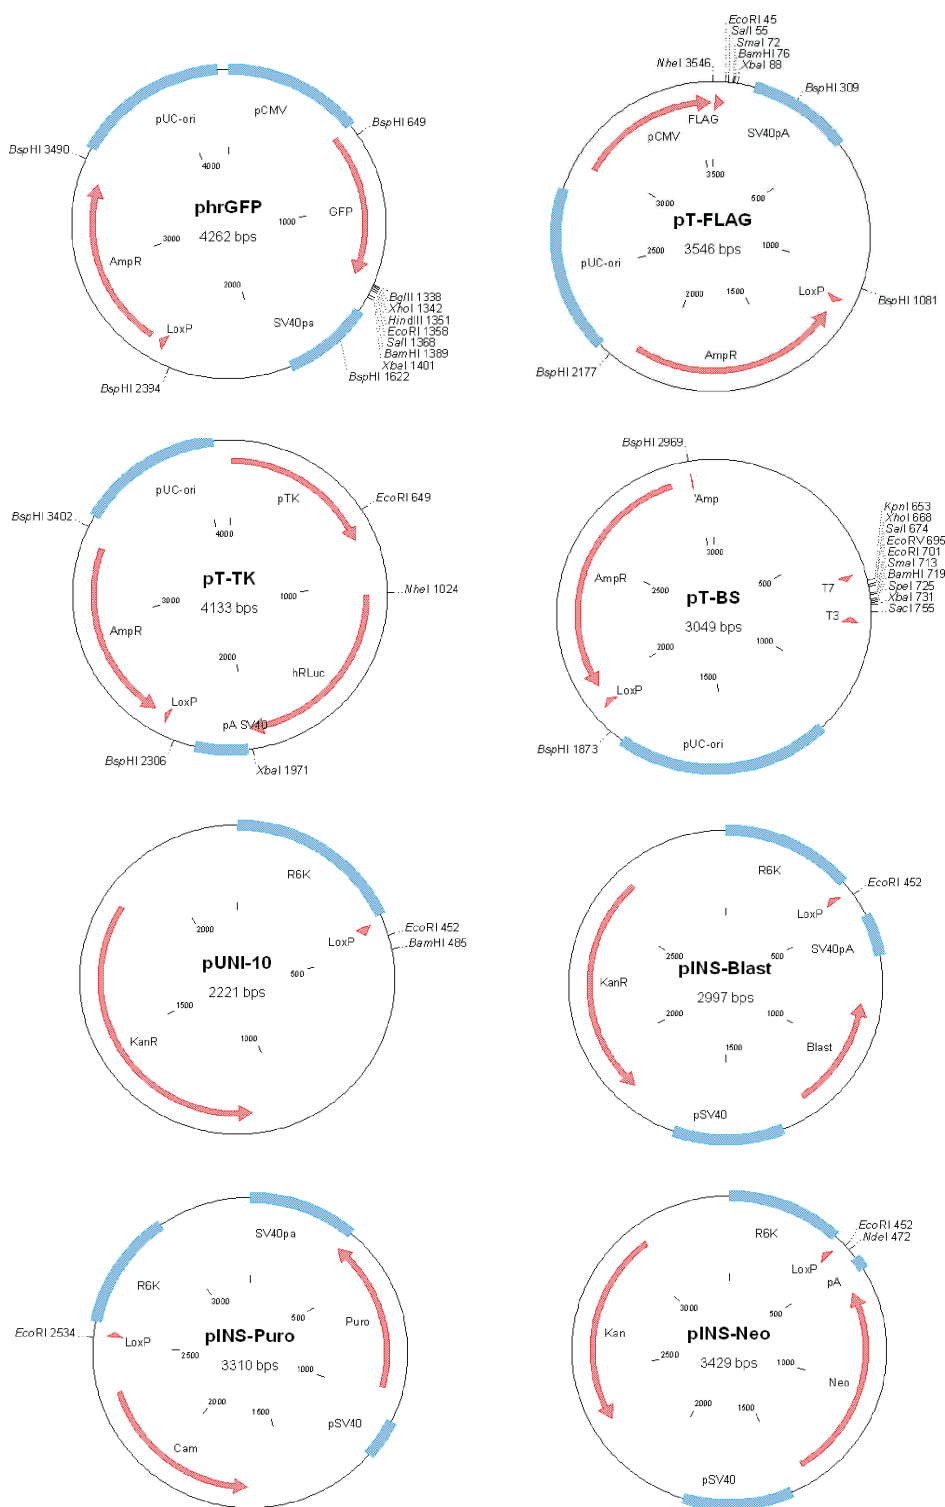 pUC-ori
pCMV
BspHI 649
BspHI 3490
4000
phrGFP
4262 bps
1000
GFP
3000
AmpR
2000
BglII 1338
XhoI 1342
HindIII 1351
EcoRI 1358
SalI 1368
BamHI 1389
XbaI 1401
SV40pa
LoxP
BspHI 1622
BspHI 2394
EcoRI 45
SalI 55
SmaI 72
BamHI 76
XbaI 88
NheI 3546
BspHI 309
FLAG
pCMV
SV40pA
3500
3000
500
pT-FLAG
3546 bps
pUC-ori
2500
1000
LoxP
BspHI 1081
2000
1500
AmpR
BspHI 2177
pUC-ori
pTK
EcoRI 649
BspHI 3402
4000
pT-TK
4133 bps
1000
NheI 1024
3000
AmpR
2000
hRLuc
LoxP
pA SV40
BspHI 2306
XbaI 1971
BspHI 2969
'Amp
KpnI 653
XhoI 668
SalI 674
EcoRV 695
EcoRI 701
SmaI 713
BamHI 719
SpeI 725
XbaI 731
SacI 755
3000
AmpR
2500
500
T7
pT-BS
3049 bps
T3
2000
1000
1500
LoxP
BspHI 1873
pUC-ori
R6K
2000
LoxP
EcoRI 452
BamHI 485
pUNI-10
2221 bps
500
1500
KanR
1000
R6K
EcoRI 452
LoxP
2500
500
SV40pA
pINS-Blast
2997 bps
KanR
2000
1000
Blast
1500
pSV40
SV40pa
R6K
3000
500
Puro
EcoRI 2534
LoxP
pINS-Puro
3310 bps
2500
1000
2000
1500
pSV40
Cam
R6K
EcoRI 452
NdeI 472
LoxP
pA
3000
500
Kan
pINS-Neo
3429 bps
2500
1000
Neo
2000
1500
pSV40